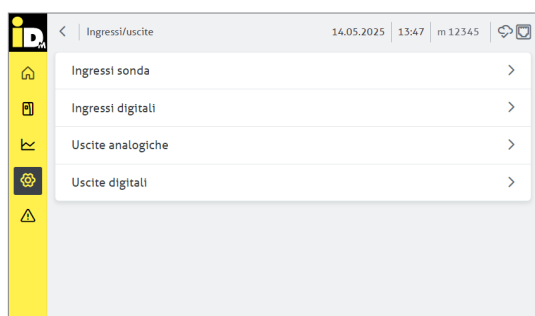 iDM
Ingressi/uscite 14.05.2025 13:47 m 12345
Ingressi sonda
Ingressi digitali
Uscite analogiche
Uscite digitali